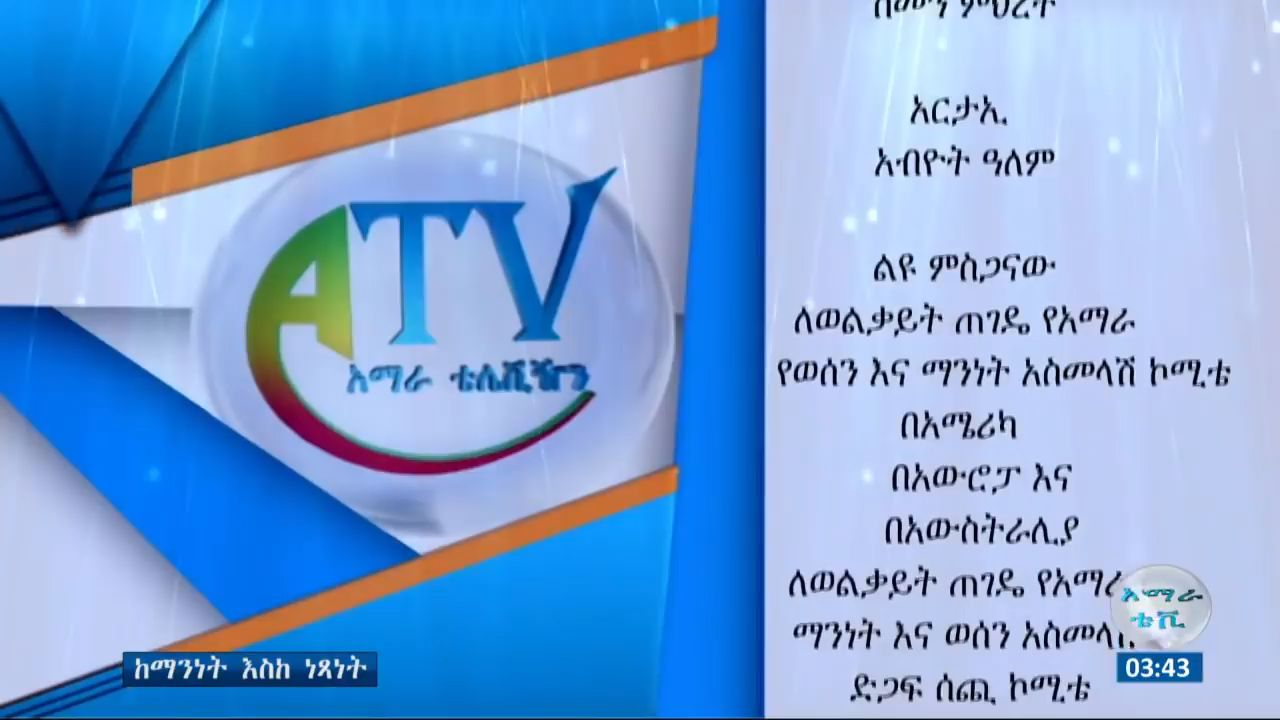 ATV
አማራ ቴሌቪዥን
አርታኢ
አብዮት ዓለም
ልዩ ምስጋናው
ለወልቃይት ጠገዴ የአማራ
የወሰን እና ማንነት አስመላሽ ኮሚቴ
በአሜሪካ
በአውሮፓ እና
በአውስትራሊያ
ለወልቃይት ጠገዴ የአማራ
ማንነት እና ወሰን አስመላሽ
ድጋፍ ሰጪ ኮሚቴ
አማራ
ቴቪ
03:43
ከማንነት እስከ ነጻነት